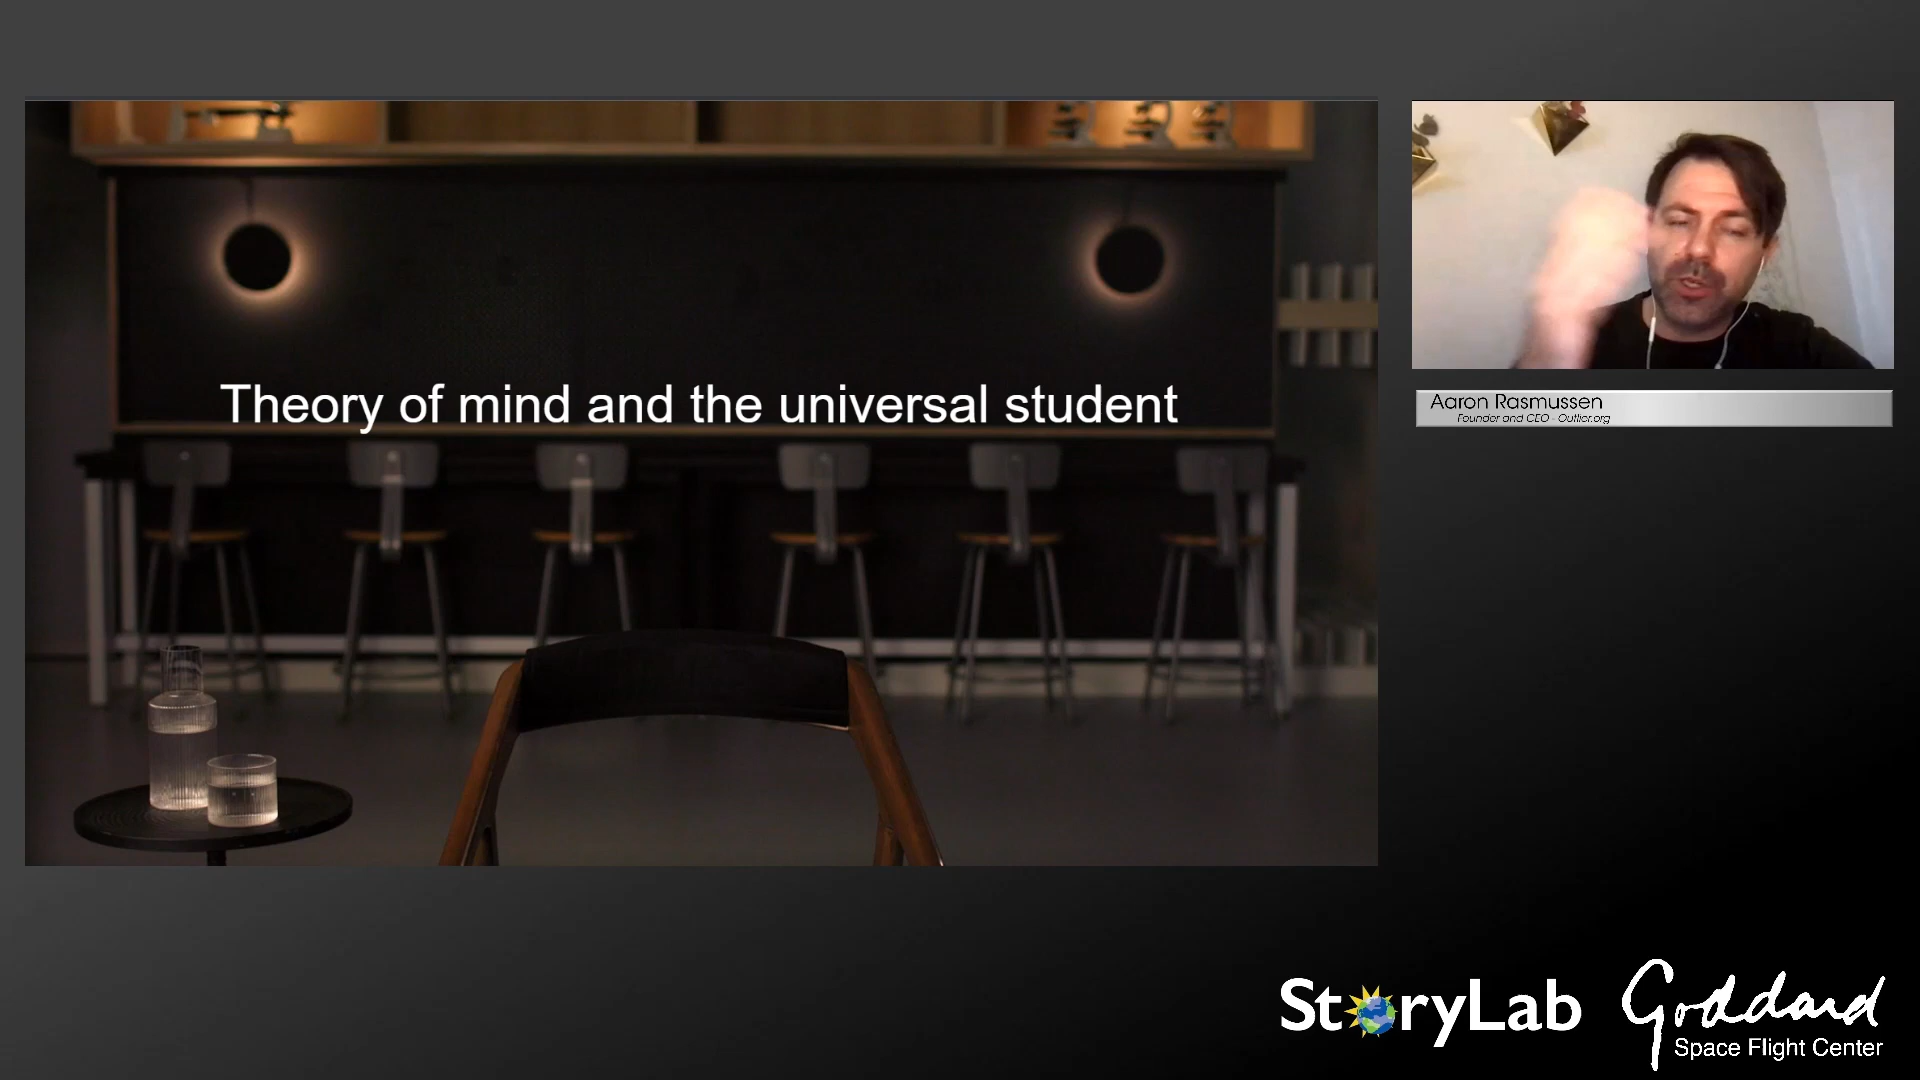 Theory of mind and the universal student
Aaron Rasmussen
Founder and CEO - Outlier.org
StoryLab
Goddard
Space Flight Center